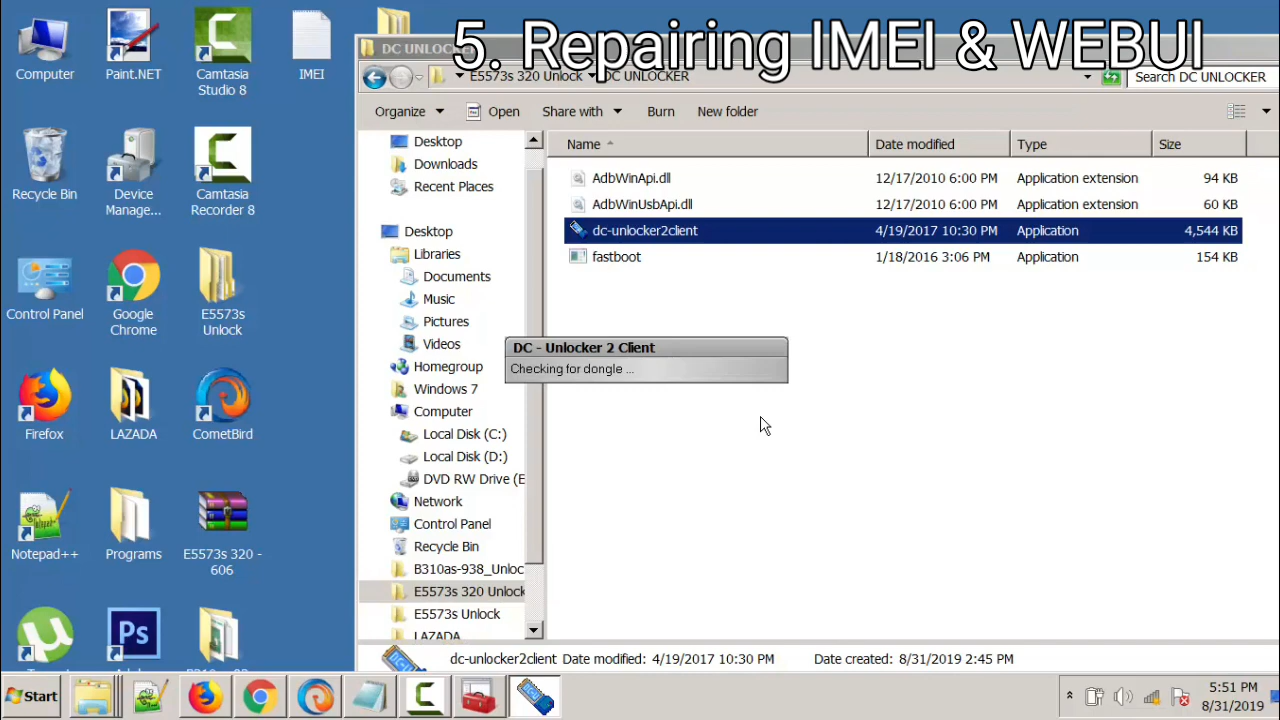 5. Repairing IMEI & WEBUI
Computer
Paint.NET
Camtasia
Studio 8
IMEI
Recycle Bin
Device
Manage...
Camtasia
Recorder 8
Control Panel
Google
Chrome
E5573s
Unlock
Firefox
LAZADA
CometBird
Notepad++
Programs
E5573s 320 -
606
DC UNLOCK
E5573s 320 Unlock
DC UNLOCKER
Search DC UNLOCKER
Organize
Open
Share with
Burn
New folder
Desktop
Downloads
Recent Places
Desktop
Libraries
Documents
Music
Pictures
Videos
Homegroup
Windows 7
Computer
Local Disk (C:)
Local Disk (D:)
DVD RW Drive (E
Network
Control Panel
Recycle Bin
B310as-938_Unloc
E5573s 320 Unlock
E5573s Unlock
LAZADA
Name Date modified Type Size
AdbWinApi.dll 12/17/2010 6:00 PM Application extension 94 KB
AdbWinUsbApi.dll 12/17/2010 6:00 PM Application extension 60 KB
dc-unlocker2client 4/19/2017 10:30 PM Application 4,544 KB
fastboot 1/18/2016 3:06 PM Application 154 KB
DC - Unlocker 2 Client
Checking for dongle ...
dc-unlocker2client Date modified: 4/19/2017 10:30 PM Date created: 8/31/2019 2:45 PM
Ps
Start
5:51 PM
8/31/2019